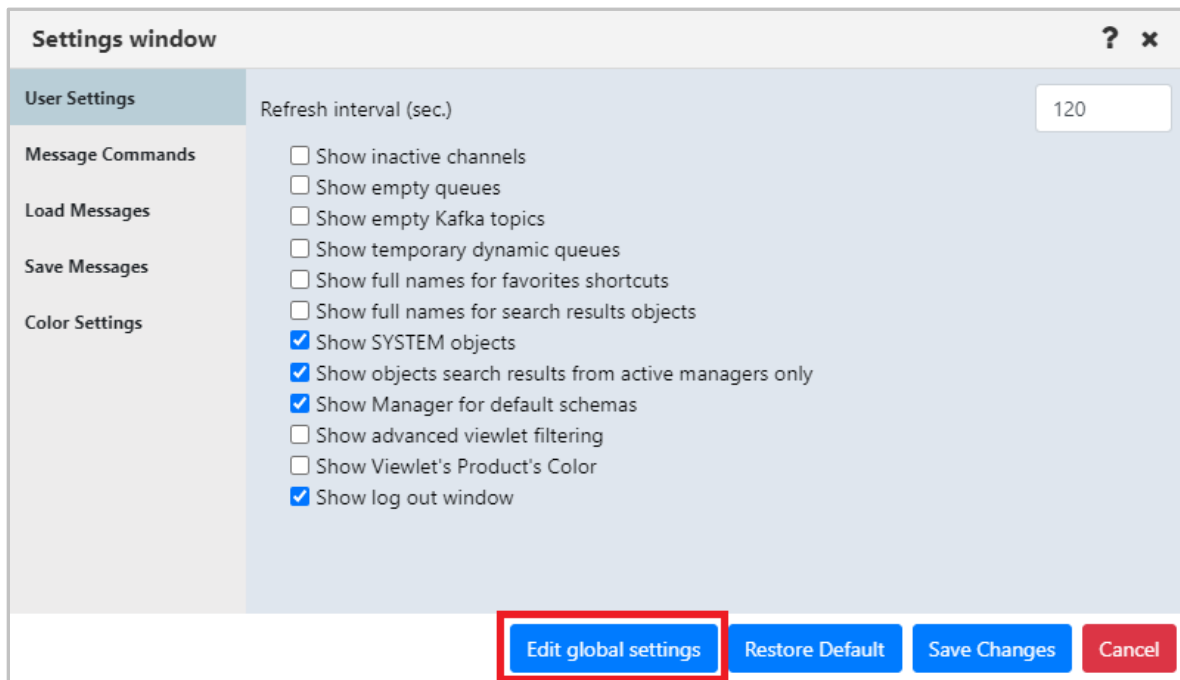 Settings window
?
User Settings
Message Commands
Load Messages
Save Messages
Color Settings
Refresh interval (sec.) 120
Show inactive channels
Show empty queues
Show empty Kafka topics
Show temporary dynamic queues
Show full names for favorites shortcuts
Show full names for search results objects
Show SYSTEM objects
Show objects search results from active managers only
Show Manager for default schemas
Show advanced viewlet filtering
Show Viewlet's Product's Color
Show log out window
Edit global settings Restore Default Save Changes Cancel